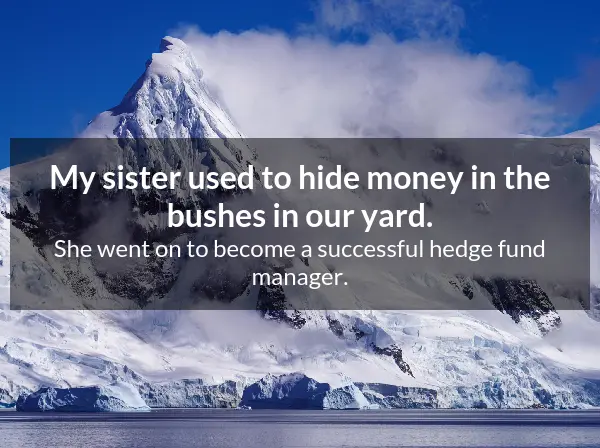 My sister used to hide money in the
bushes in our yard.
She went on to become a successful hedge fund
manager.